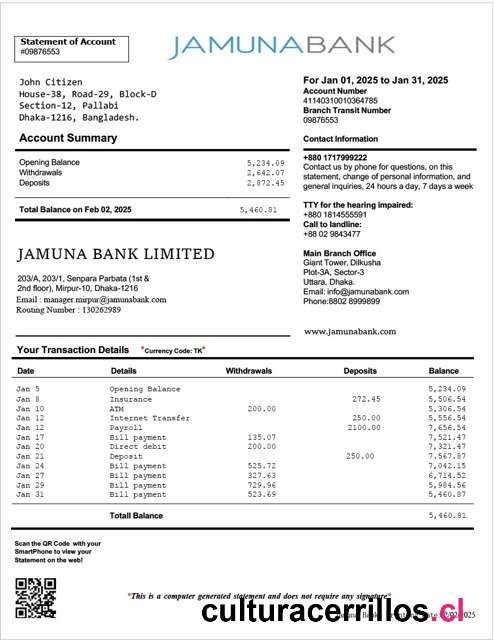 Statement of Account
#09876553
JAMUNABANK
John Citizen
House-38, Road-29, Block-D
Section-12, Pallabi
Dhaka-1216, Bangladesh.
Account Summary
Opening Balance 5,234.09
Withdrawals 2,642.07
Deposits 2,872.45
Total Balance on Feb 02, 2025 5,460.81
JAMUNA BANK LIMITED
203/A, 203/1, Senpara Parbata (1st &
2nd floor), Mirpur-10, Dhaka-1216
Email : manager.mirpur@jamunabank.com
Routing Number : 130262989
For Jan 01, 2025 to Jan 31, 2025
Account Number
41140310010364785
Branch Transit Number
09876553
Contact Information
+880 1717999222
Contact us by phone for questions, on this
statement, change of personal information, and
general inquiries, 24 hours a day, 7 days a week
TTY for the hearing impaired:
+880 1814555591
Call to landline:
+88 02 9843477
Main Branch Office
Giant Tower, Dilkusha
Plot-3A, Sector-3
Uttara, Dhaka.
Email: info@jamunabank.com
Phone:8802 8999899
www.jamunabank.com
Your Transaction Details *Currency Code: TK*
Date Details Withdrawals Deposits Balance
Jan 5 Opening Balance 5,234.09
Jan 8 Insurance 272.45 5,506.54
Jan 10 ATM 200.00 5,306.54
Jan 12 Internet Transfer 250.00 5,556.54
Jan 12 Payroll 2100.00 7,656.54
Jan 17 Bill payment 135.07 7,521.47
Jan 20 Direct debit 200.00 7,321.47
Jan 21 Deposit 250.00 7.567.87
Jan 24 Bill payment 525.72 7,042.15
Jan 27 Bill payment 327.63 6,714.52
Jan 29 Bill payment 729.96 5,984.56
Jan 31 Bill payment 523.69 5,460.87
Totall Balance 5,460.81
Scan the QR Code with your
SmartPhone to view your
Statement on the web!
*This is a computer generated statement and does not require any signature*
culturacerrillos.cl